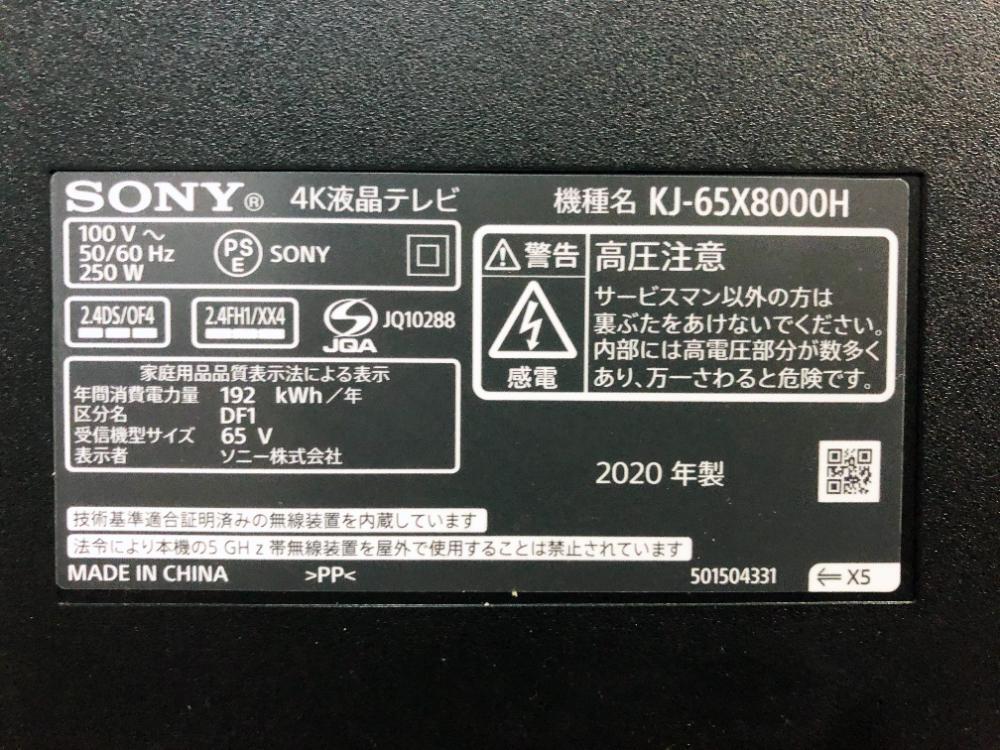 SONY® 4K液晶テレビ 機種名 KJ-65X8000H
100 V ～
50/60 Hz
250 W
PS
E
SONY
2.4DS/OF4
2.4FH1/XX4
JQA
JQ10288
家庭用品品質表示法による表示
年間消費電力量 192 kWh/年
区分名 DF1
受信機型サイズ 65 V
表示者 ソニー株式会社
警告
感電
高圧注意
サービスマン以外の方は
裏ぶたをあけないでください。
内部には高電圧部分が数多く
あり、万一さわると危険です。
2020 年製
技術基準適合証明済みの無線装置を内蔵しています
法令により本機の5 GHz帯無線装置を屋外で使用することは禁止されています
MADE IN CHINA >PP< 501504331 ⇐ X5